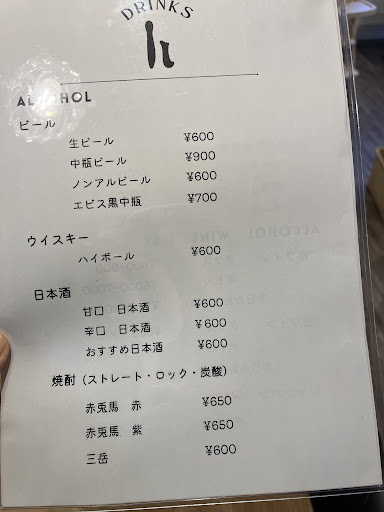 DRINKS
ALCOHOL
ビール
生ビール ¥600
中瓶ビール ¥900
ノンアルビール ¥600
エビス黒中瓶 ¥700
ウイスキー
ハイボール ¥600
日本酒
甘口 日本酒 ¥600
辛口 日本酒 ¥600
おすすめ日本酒 ¥600
焼酎（ストレート・ロック・炭酸）
赤兎馬 赤 ¥650
赤兎馬 紫 ¥650
三岳 ¥600